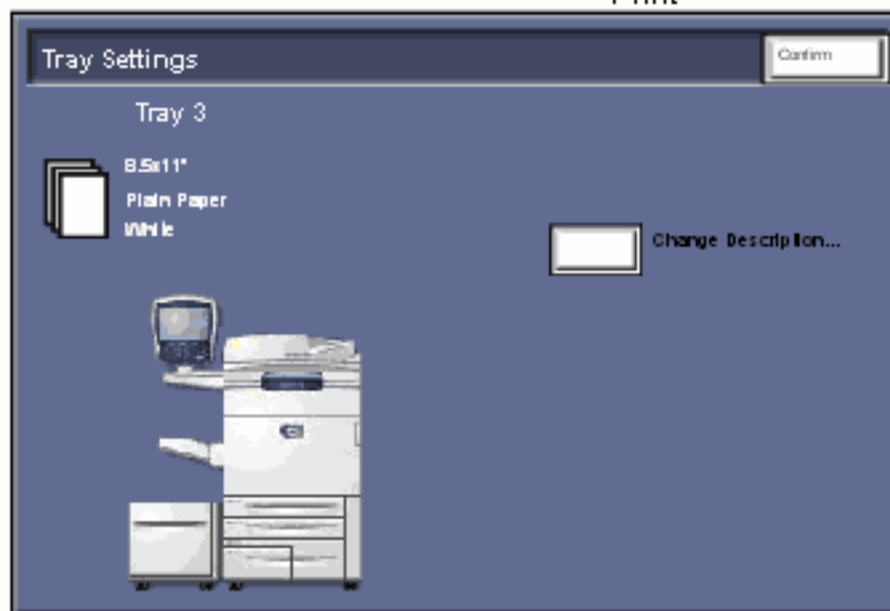 Print
Tray Settings
Confirm
Tray 3
8.5x11"
Plain Paper
White
Change Description...